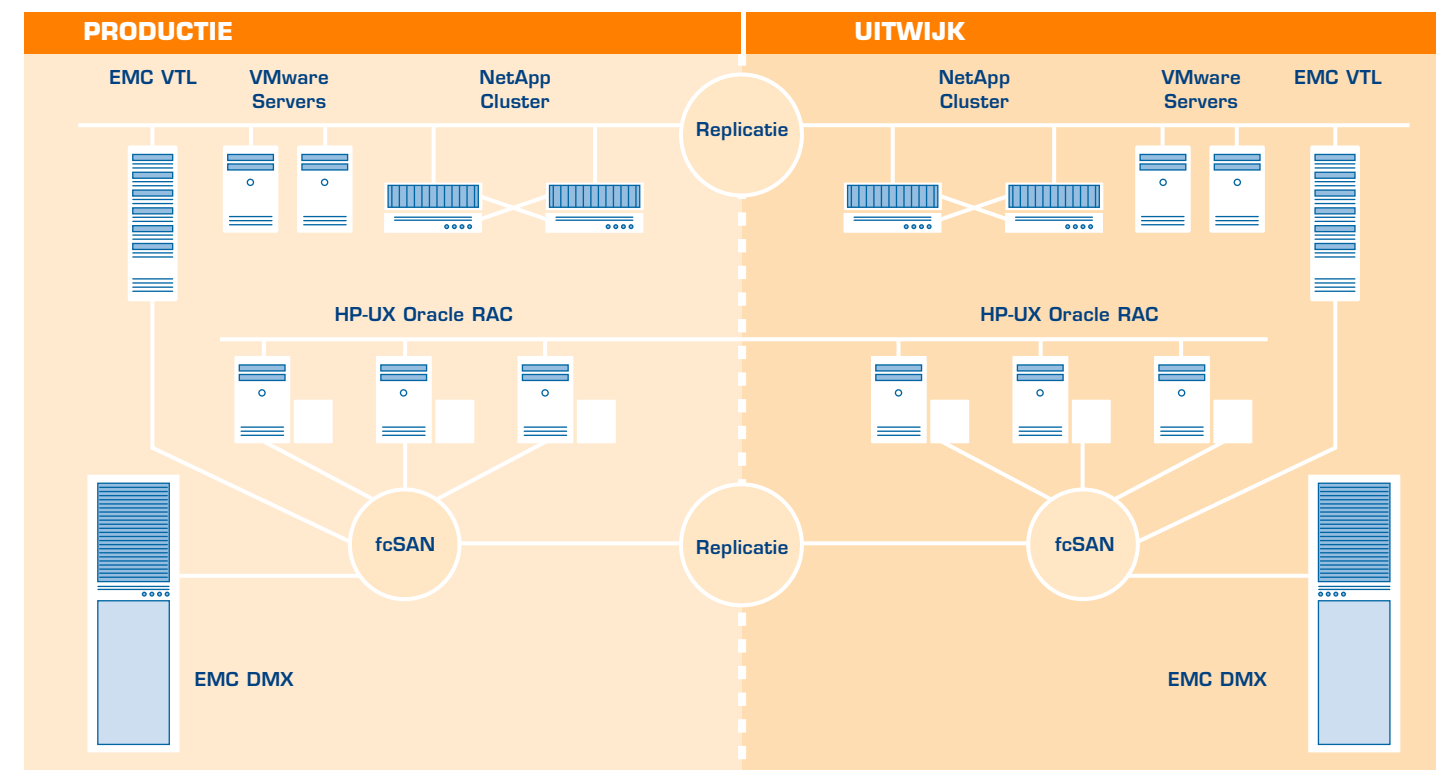 PRODUCTIE
UITWIJK
EMC VTL
VMware
Servers
NetApp
Cluster
Replicatie
NetApp
Cluster
VMware
Servers
EMC VTL
HP-UX Oracle RAC
HP-UX Oracle RAC
fcSAN
Replicatie
fcSAN
EMC DMX
EMC DMX